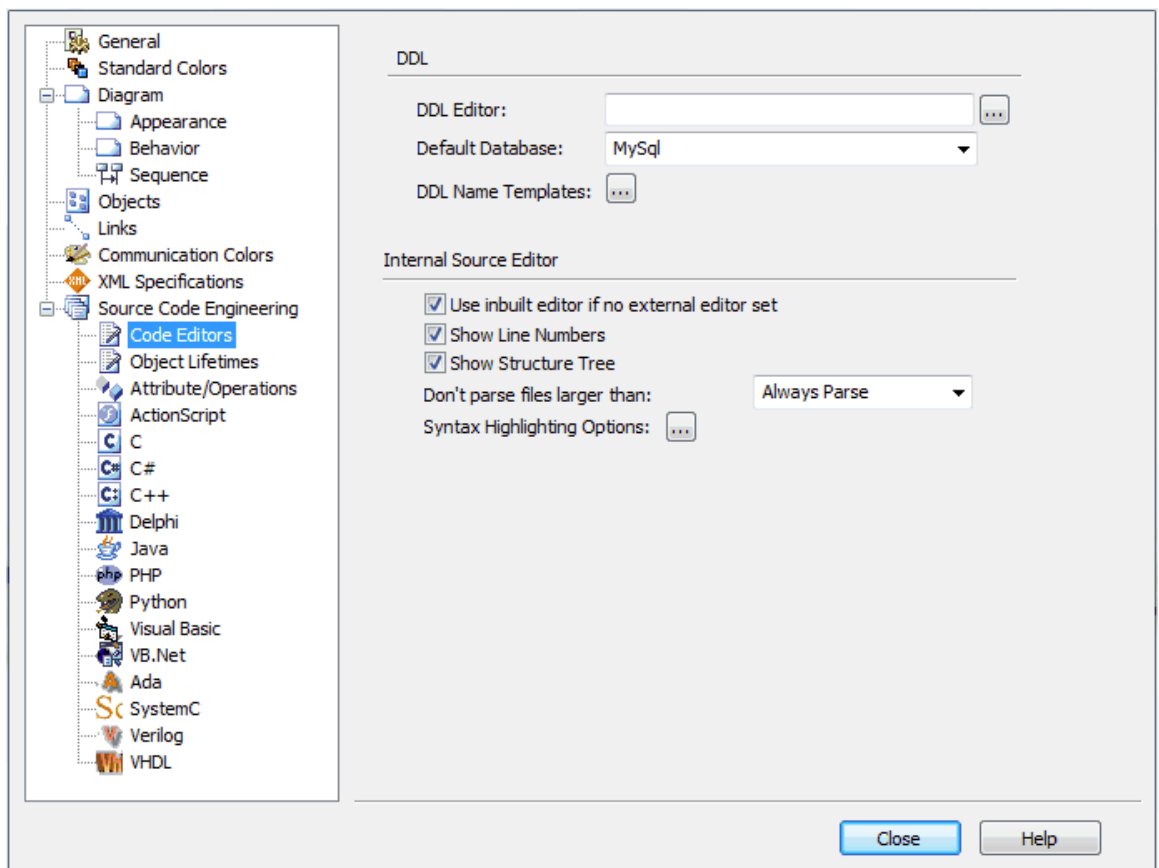 General
Standard Colors
Diagram
Appearance
Behavior
Sequence
Objects
Links
Communication Colors
XML Specifications
Source Code Engineering
Code Editors
Object Lifetimes
Attribute/Operations
ActionScript
C
C#
C++
Delphi
Java
php PHP
Python
Visual Basic
VB.Net
Ada
SystemC
Verilog
VHDL
DDL
DDL Editor: ...
Default Database: MySql
DDL Name Templates: ...
Internal Source Editor
Use inbuilt editor if no external editor set
Show Line Numbers
Show Structure Tree
Don't parse files larger than: Always Parse
Syntax Highlighting Options: ...
Close Help